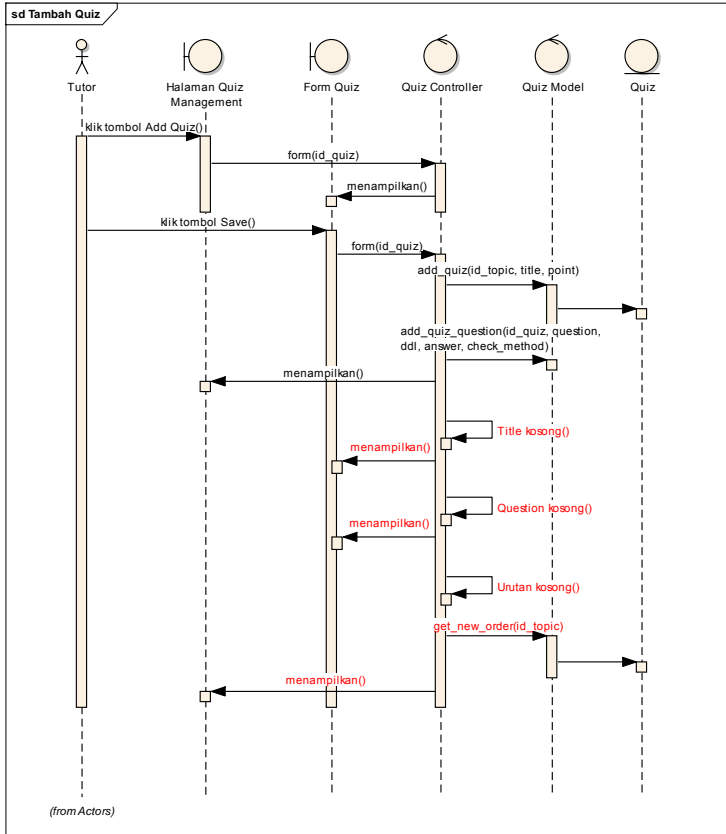 sd Tambah Quiz
Tutor
Halaman Quiz
Management
Form Quiz
Quiz Controller
Quiz Model
Quiz
klik tombol Add Quiz()
form(id_quiz)
menampilkan()
klik tombol Save()
form(id_quiz)
add_quiz(id_topic, title, point)
add_quiz_question(id_quiz, question,
ddl, answer, check_method)
menampilkan()
Title kosong()
menampilkan()
Question kosong()
menampilkan()
Urutan kosong()
get_new_order(id_topic)
menampilkan()
(from Actors)